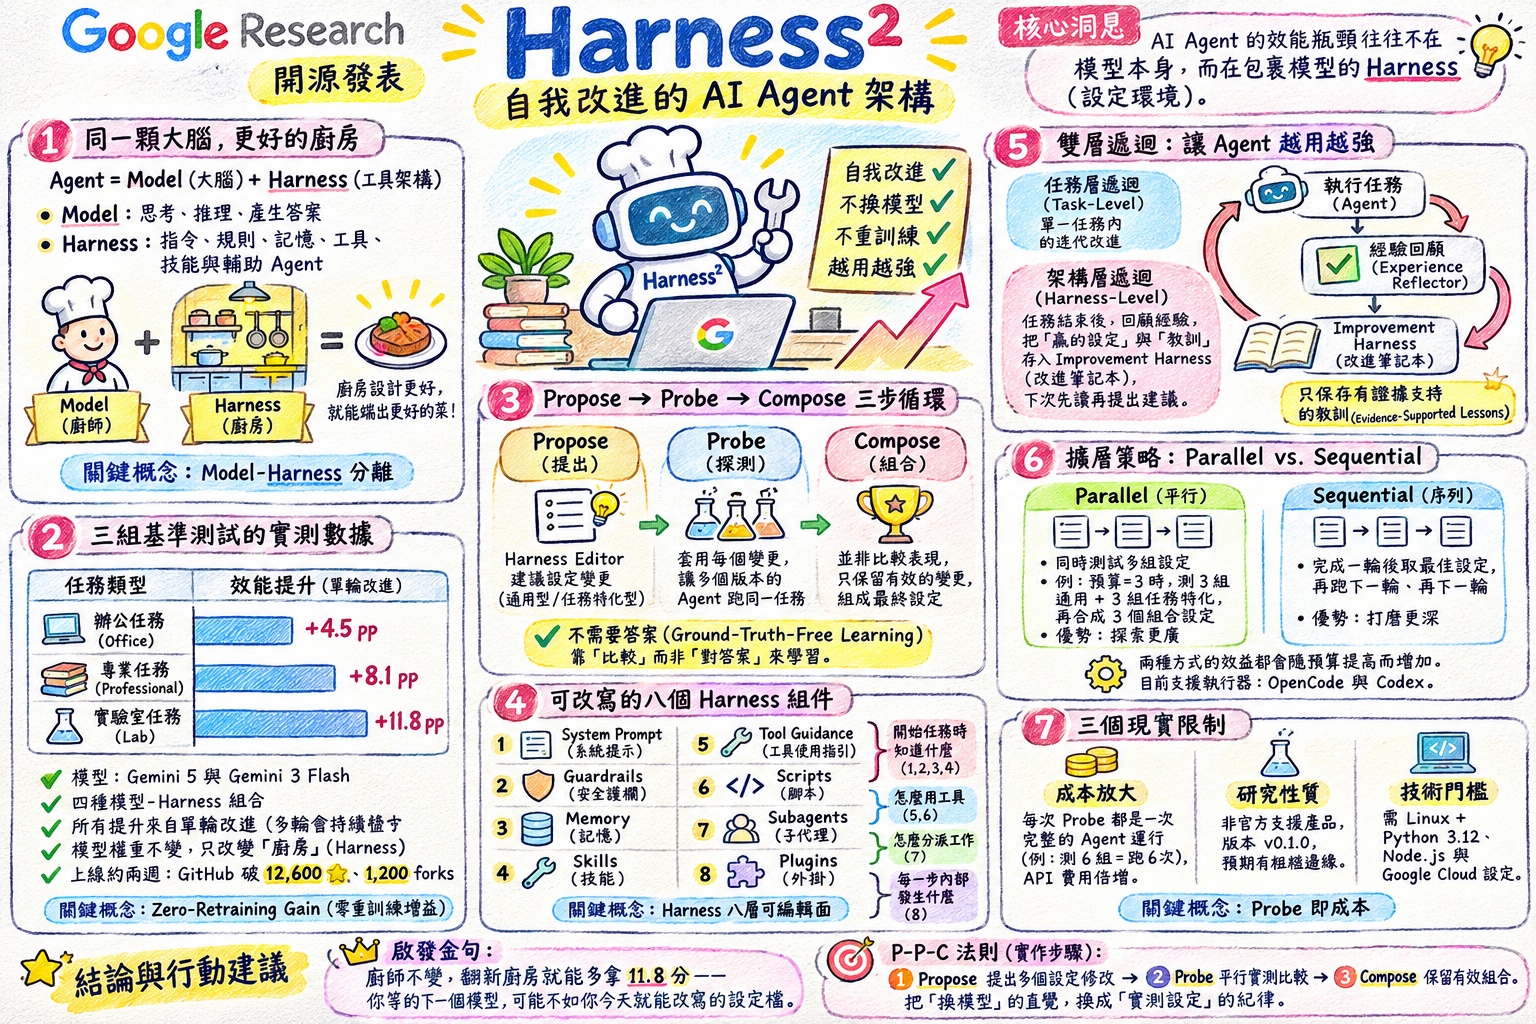 Google Research
開源發表
Harness²
自我改進的 AI Agent 架構
核心洞見
AI Agent 的效能瓶頸往往不在
模型本身，而在包裹模型的 Harness
（設定環境）。
1 同一顆大腦，更好的廚房
Agent = Model (大腦) + Harness (工具架構)
• Model：思考、推理、產生答案
• Harness：指令、規則、記憶、工具、
技能與輔助 Agent
+
=
Model
(廚師)
Harness
(廚房)
廚房設計更好，
就能端出更好的菜！
關鍵概念：Model-Harness 分離
2 三組基準測試的實測數據
任務類型
效能提升 (單輪改進)
辦公任務
(Office)
+4.5 pp
專業任務
(Professional)
+8.1 pp
實驗室任務
(Lab)
+11.8 pp
✓ 模型：Gemini 5 與 Gemini 3 Flash
✓ 四種模型-Harness 組合
✓ 所有提升來自單輪改進 (多輪會持續
✓ 模型權重不變，只改變「廚房」(Harness)
✓ 上線約兩週：GitHub 破 12,600 ⭐、1,200 forks
關鍵概念：Zero-Retraining Gain (零重訓練增益)
自我改進 ✓
不換模型 ✓
不重訓練 ✓
越用越強 ✓
Harness²
G
3 Propose → Probe → Compose 三步循環
Propose
(提出)
Harness Editor
建議設定變更
(通用型/任務特化型)
Probe
(探測)
套用每個變更，
讓多個版本的
Agent 跑同一任務
Compose
(組合)
並非比較表現，
只保留有效的變更，
組成最終設定
✓ 不需要答案 (Ground-Truth-Free Learning)
靠「比較」而非「對答案」來學習。
4 可改寫的八個 Harness 組件
1 System Prompt
(系統提示)
2 Guardrails
(安全護欄)
3 Memory
(記憶)
4 Skills
(技能)
5 Tool Guidance
(工具使用指引)
6 </> Scripts
(腳本)
7 Subagents
(子代理)
8 Plugins
(外掛)
開始任務時
知道什麼
(1,2,3,4)
怎麼用工具
(5,6)
怎麼分派工作
(7)
每一步內部
發生什麼
(8)
關鍵概念：Harness 八層可編輯面
5 雙層遞迴：讓 Agent 越用越強
任務層遞迴
(Task-Level)
單一任務內
的迭代改進
架構層遞迴
(Harness-Level)
任務結束後，回顧經驗，
把「贏的設定」與「教訓」
存入 Improvement Harness
(改進筆記本)，
下次先讀再提出建議。
執行任務
(Agent)
經驗回顧
(Experience
Reflector)
Improvement
Harness
(改進筆記本)
只保存有證據支持
的教訓 (Evidence-Supported Lessons)
6 擴層策略：Parallel vs. Sequential
Parallel (平行)
• 同時測試多組設定
• 例：預算=3 時，測 3 組
通用 + 3 組任務特化，
再合成 3 個組合設定
• 優勢：探索更廣
Sequential (序列)
• 完成一輪後取最佳設定，
再跑下一輪、再下一輪
• 優勢：打磨更深
兩種方式的效益都會隨預算提高而增加。
目前支援執行器：OpenCode 與 Codex。
7 三個現實限制
成本放大
每次 Probe 都是一次
完整的 Agent 運行
(例：測 6 組＝跑 6 次)，
API 費用倍增。
研究性質
非官方支援產品，
版本 v0.1.0，
預期有粗糙邊緣。
</>
技術門檻
需 Linux +
Python 3.12、
Node.js 與
Google Cloud 設定。
關鍵概念：Probe 即成本
結論與行動建議
啟發金句：
廚師不變，翻新廚房就能多拿 11.8 分——
你等的下一個模型，可能不如你今天就能改寫的設定檔。
P-P-C 法則 (實作步驟)：
1 Propose 提出多個設定修改 → 2 Probe 平行實測比較 → 3 Compose 保留有效組合。
把「換模型」的直覺，換成「實測設定」的紀律。